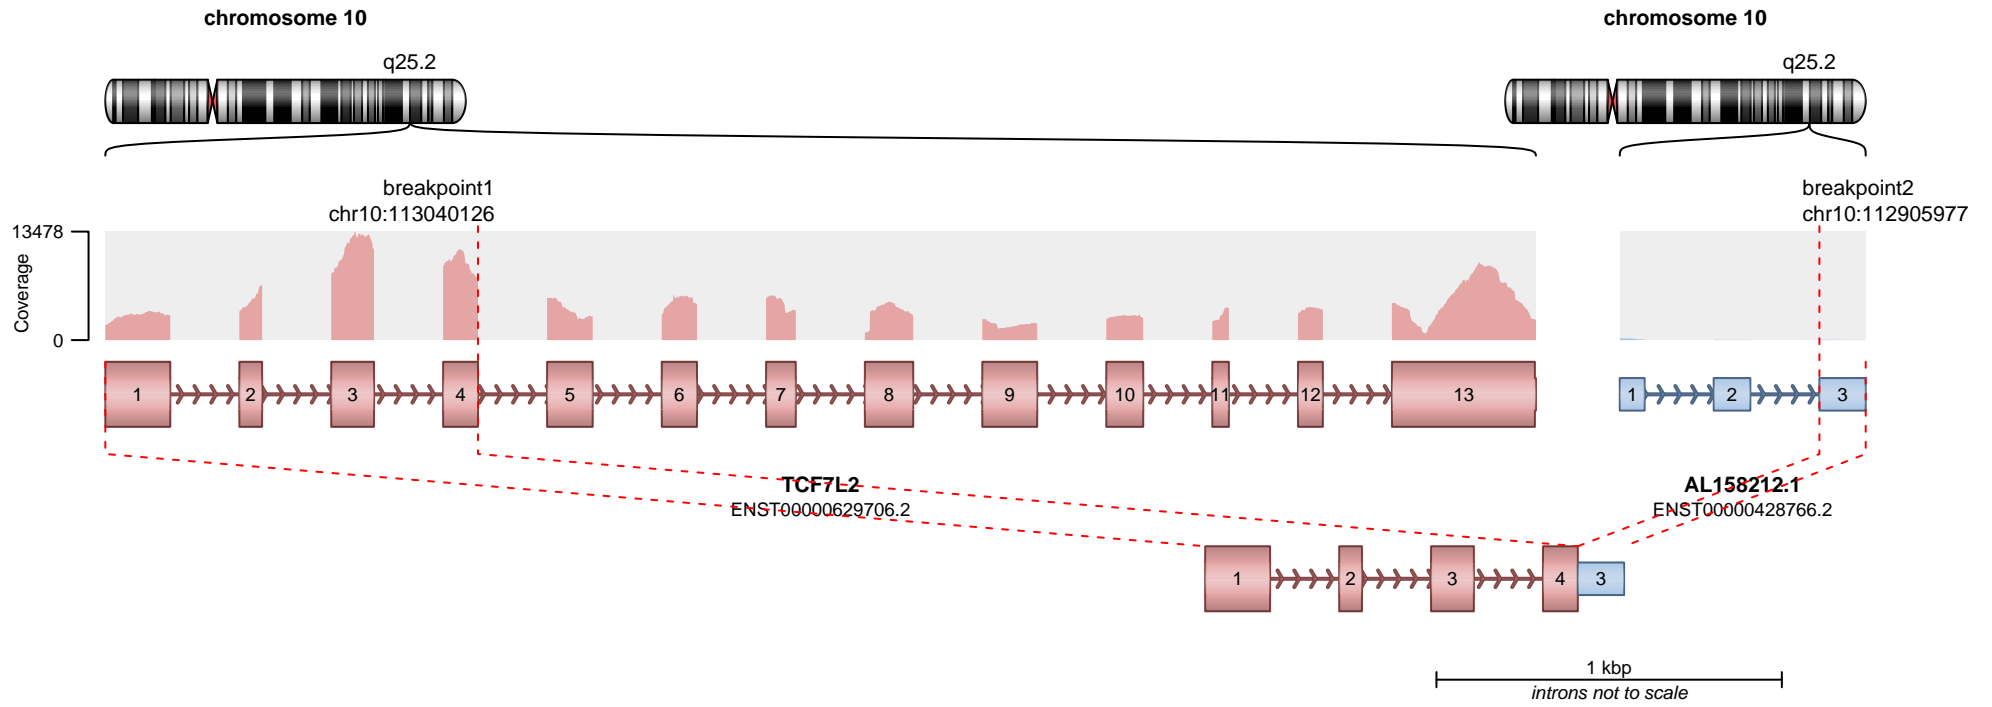 chromosome 10
chromosome 10
q25.2
q25.2
breakpoint1
chr10:113040126
breakpoint2
chr10:112905977
13478
Coverage
0
1 2 3 4 5 6 7 8 9 10 11 12 13
1 2 3
TCF7L2
ENST00000629706.2
AL158212.1
ENST00000428766.2
1 2 3 4 3
1 kbp
introns not to scale